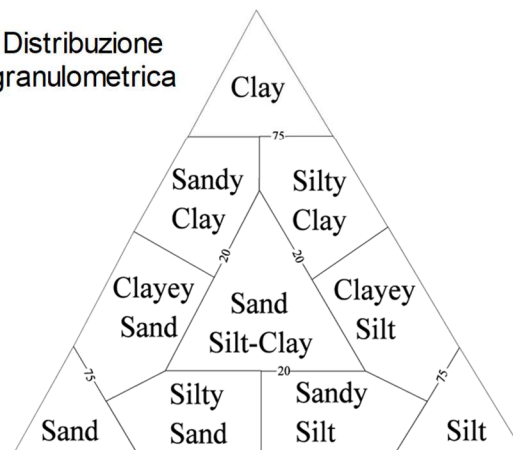 Distribuzione
granulometrica
Clay
75
Sandy
Clay
Silty
Clay
20
20
Clayey
Sand
Sand
Silt-Clay
Clayey
Silt
75
20
75
Silty
Sand
Sandy
Silt
Sand
Silt